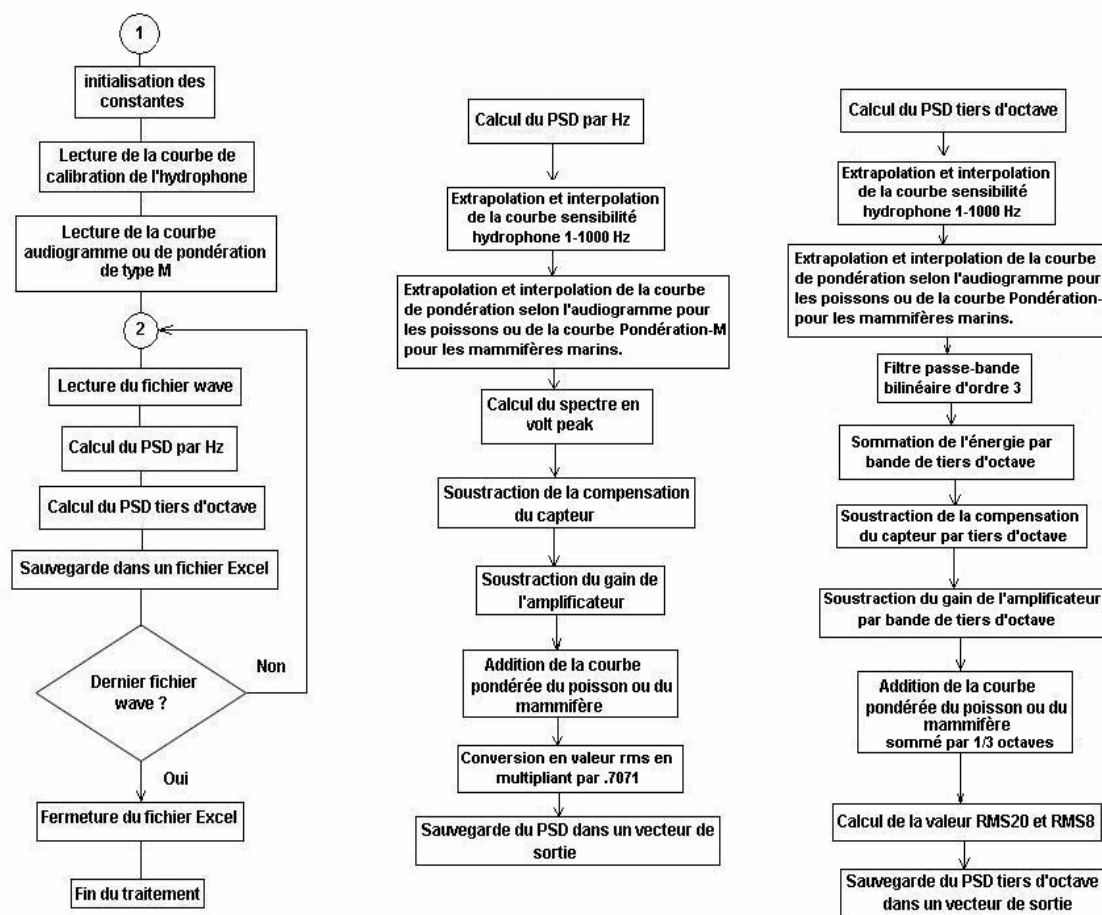 1
initialisation des
constantes
Lecture de la courbe de
calibration de l'hydrophone
Lecture de la courbe
audiogramme ou de pondération
de type M
2
Lecture du fichier wave
Calcul du PSD par Hz
Calcul du PSD tiers d'octave
Sauvegarde dans un fichier Excel
Dernier fichier
wave ?
Non
Oui
Fermeture du fichier Excel
Fin du traitement
Calcul du PSD par Hz
Extrapolation et interpolation
de la courbe sensibilité
hydrophone 1-1000 Hz
Extrapolation et interpolation de la courbe
de pondération selon l'audiogramme pour
les poissons ou de la courbe Pondération-M
pour les mammifères marins.
Calcul du spectre en
volt peak
Soustraction de la compensation
du capteur
Soustraction du gain de
l'amplificateur
Addition de la courbe
pondérée du poisson ou du
mammifère
Conversion en valeur rms en
multipliant par .7071
Sauvegarde du PSD dans un vecteur de
sortie
Calcul du PSD tiers d'octave
Extrapolation et interpolation
de la courbe sensibilité
hydrophone 1-1000 Hz
Extrapolation et interpolation de la courbe
de pondération selon l'audiogramme pour
les poissons ou de la courbe Pondération-
pour les mammifères marins.
Filtre passe-bande
bilinéaire d'ordre 3
Sommation de l'énergie par
bande de tiers d'octave
Soustraction de la compensation
du capteur par tiers d'octave
Soustraction du gain de l'amplificateur
par bande de tiers d'octave
Addition de la courbe
pondérée du poisson ou du
mammifère
sommé par 1/3 octaves
Calcul de la valeur RMS20 et RMS8
Sauvegarde du PSD tiers d'octave
dans un vecteur de sortie